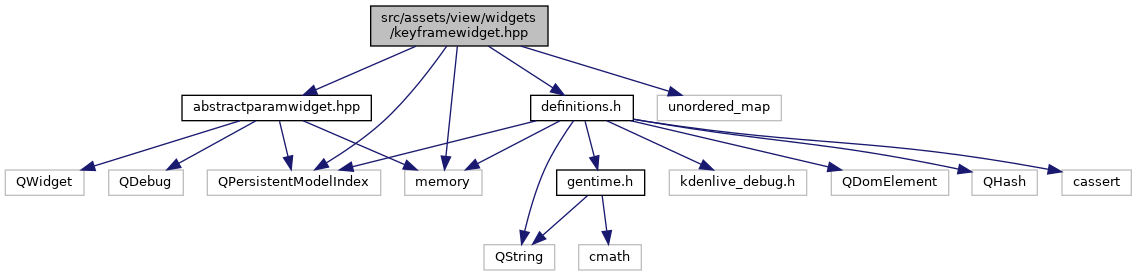 src/assets/view/widgets
/keyframewidget.hpp
abstractparamwidget.hpp
definitions.h
unordered_map
QWidget
QDebug
QPersistentModelIndex
memory
gentime.h
kdenlive_debug.h
QDomElement
QHash
cassert
QString
cmath